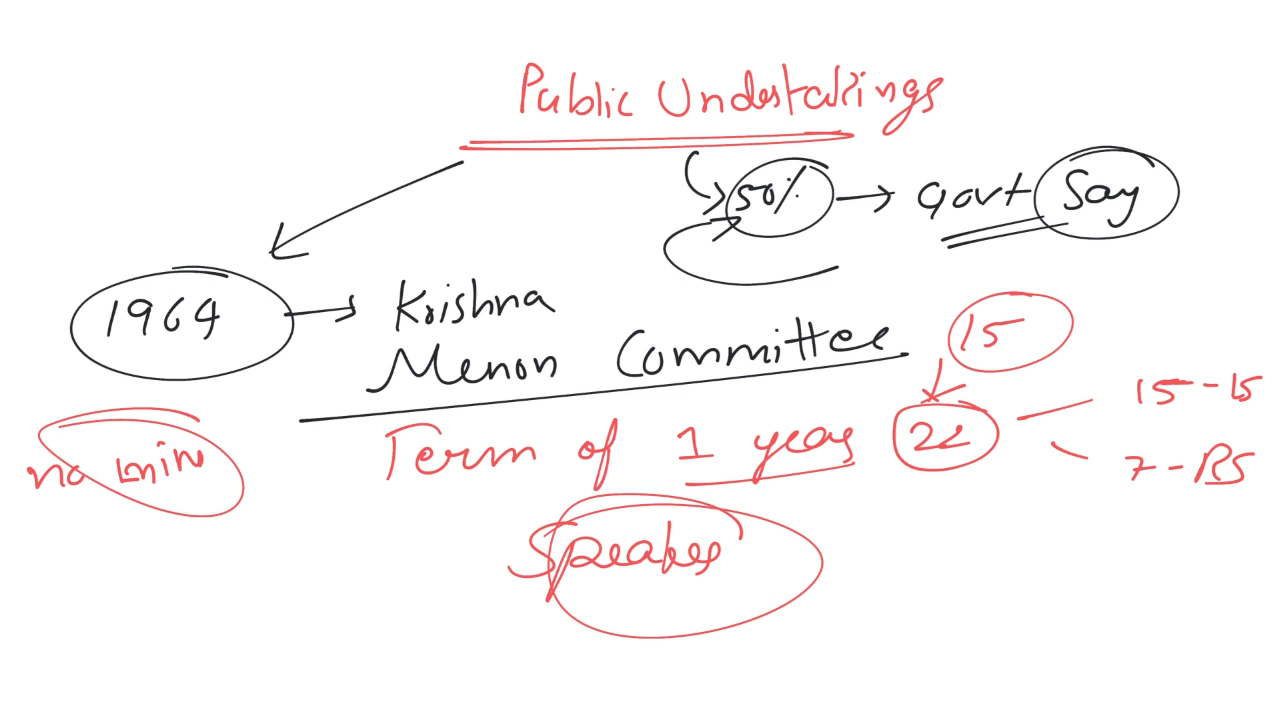 Public Undertakings
50% → govt Say
1964 → Krishna
Menon Committee
15
Term of 1 year 22
15 - LS
7 - RS
no min
Speaker